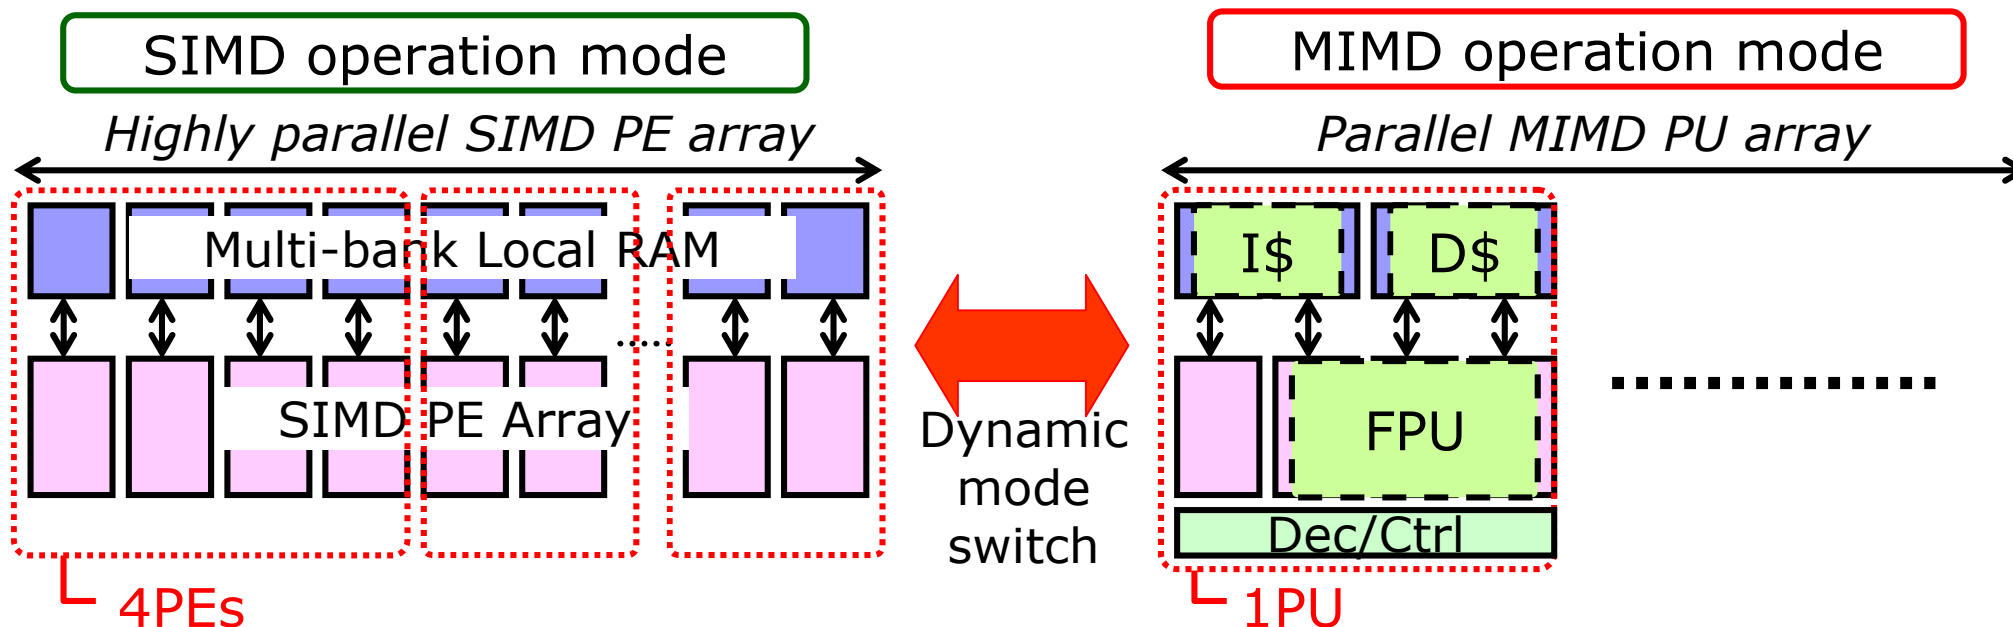 SIMD operation mode
Highly parallel SIMD PE array
Multi-bank Local RAM
SIMD PE Array
4PEs
Dynamic
mode
switch
MIMD operation mode
Parallel MIMD PU array
I$
D$
FPU
Dec/Ctrl
1PU